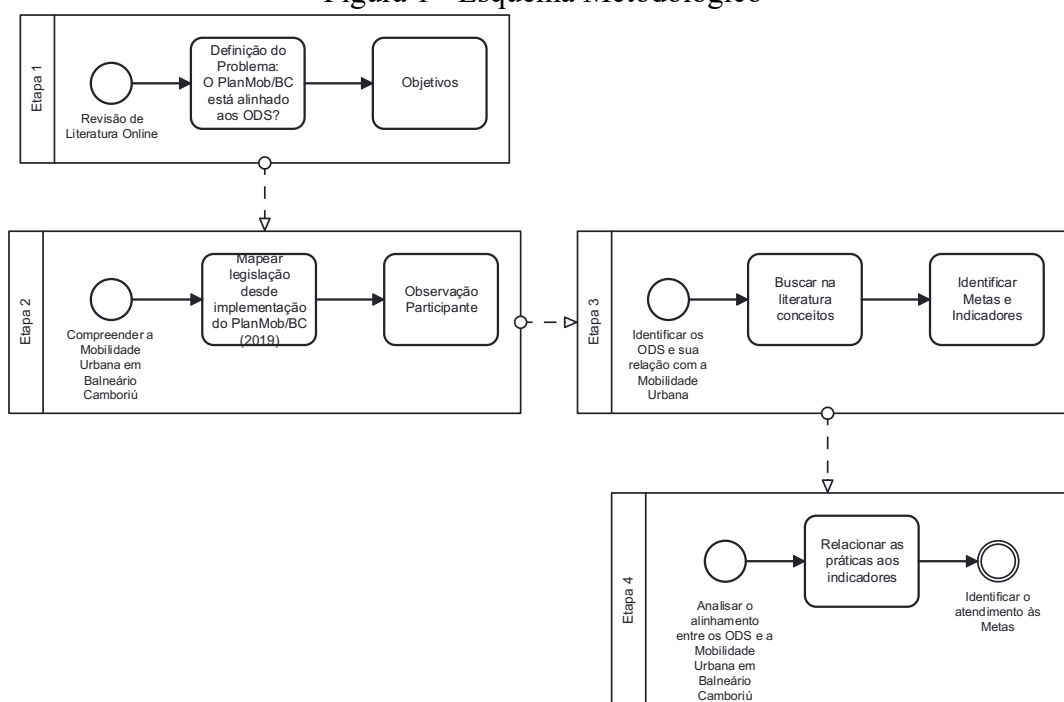 Figura 1 - Esquema Metodológico
Etapa 1
Revisão de
Literatura Online
Definição do
Problema:
O PlanMob/BC
está alinhado
aos ODS?
Objetivos
Etapa 2
Compreender a
Mobilidade
Urbana em
Balneário
Camboriú
Mapear
legislação
desde
implementação
do PlanMob/BC
(2019)
Observação
Participante
Etapa 3
Identificar os
ODS e sua
relação com a
Mobilidade
Urbana
Buscar na
literatura
conceitos
Identificar
Metas e
Indicadores
Etapa 4
Analisar o
alinhamento
entre os ODS e a
Mobilidade
Urbana em
Balneário
Camboriú
Relacionar as
práticas aos
indicadores
Identificar o
atendimento às
Metas